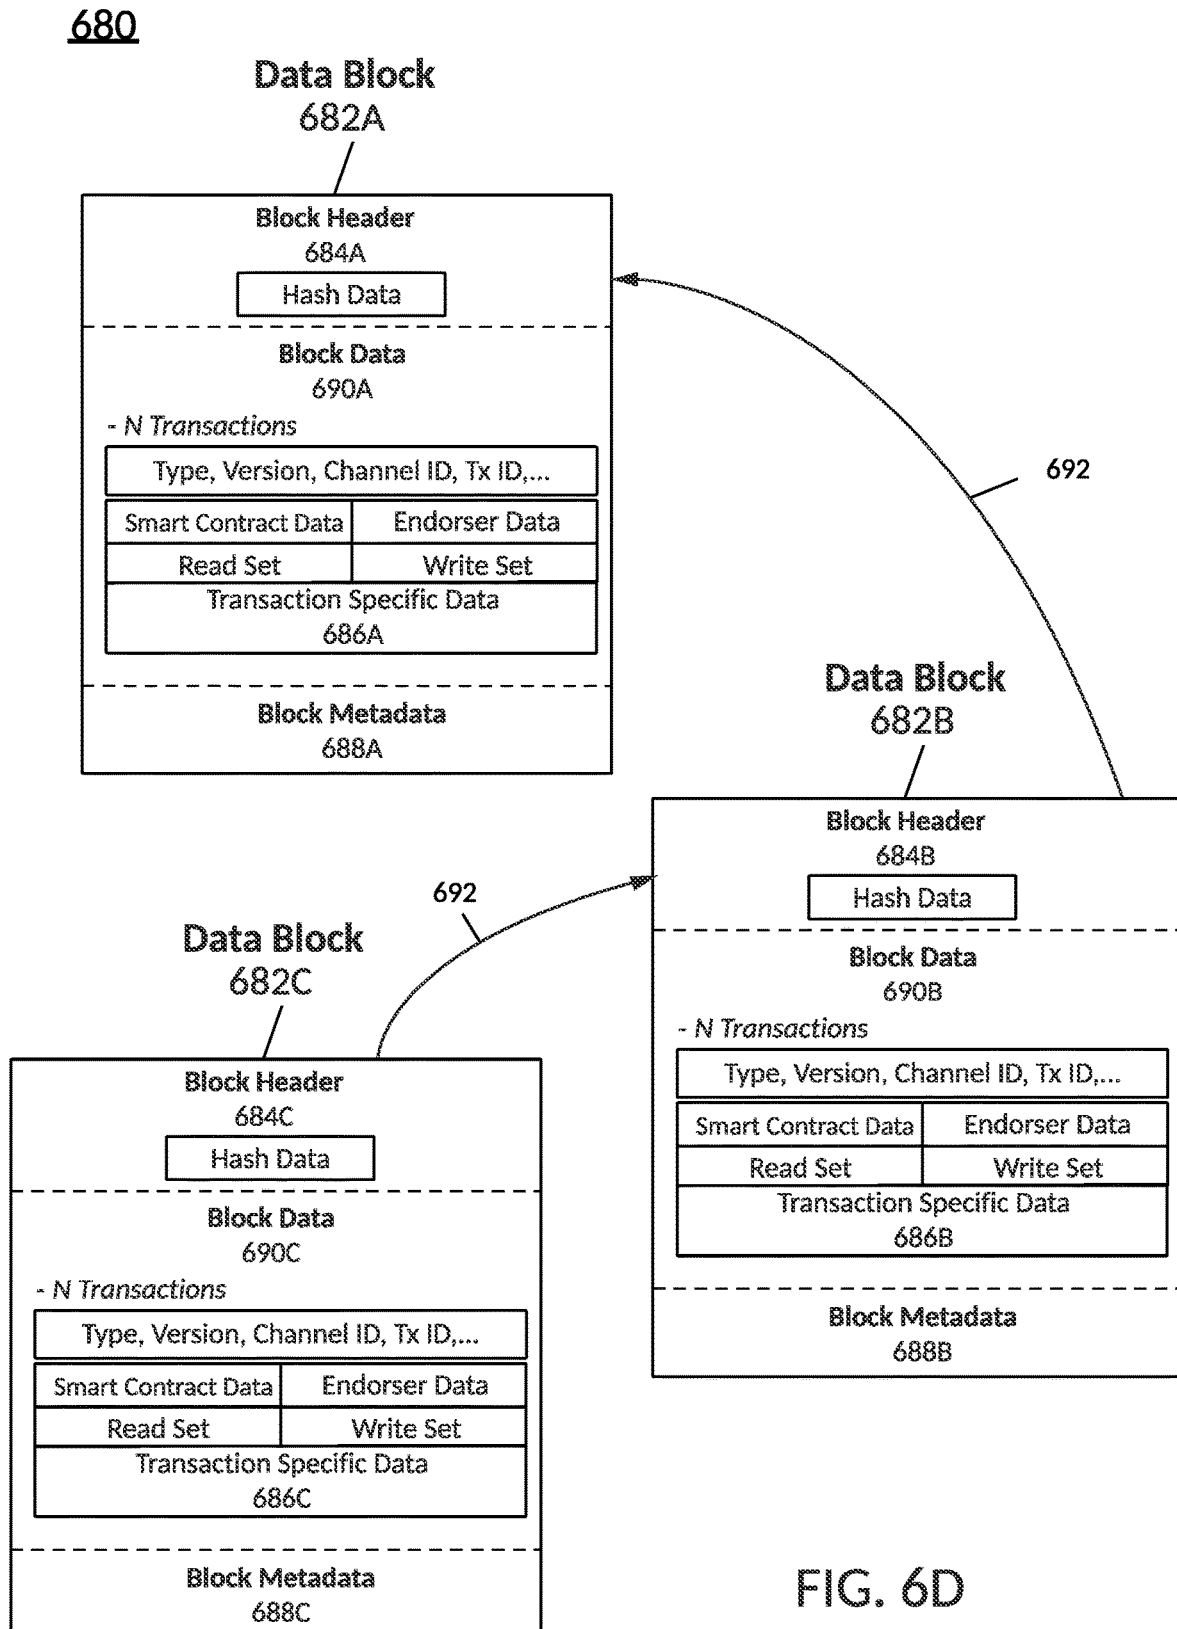 680
Data Block
682A
Block Header
684A
Hash Data
Block Data
690A
- N Transactions
Type, Version, Channel ID, Tx ID,...
Smart Contract Data
Endorser Data
Read Set
Write Set
Transaction Specific Data
686A
Block Metadata
688A
692
Data Block
682B
Block Header
684B
Hash Data
Block Data
690B
- N Transactions
Type, Version, Channel ID, Tx ID,...
Smart Contract Data
Endorser Data
Read Set
Write Set
Transaction Specific Data
686B
Block Metadata
688B
692
Data Block
682C
Block Header
684C
Hash Data
Block Data
690C
- N Transactions
Type, Version, Channel ID, Tx ID,...
Smart Contract Data
Endorser Data
Read Set
Write Set
Transaction Specific Data
686C
Block Metadata
688C
FIG. 6D